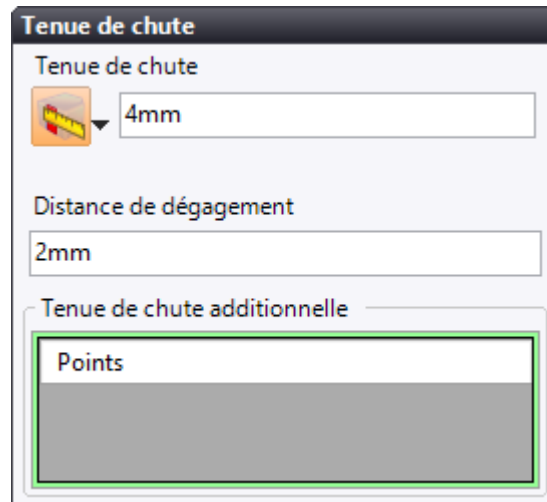 Tenue de chute
Tenue de chute
4mm
Distance de dégagement
2mm
Tenue de chute additionnelle
Points